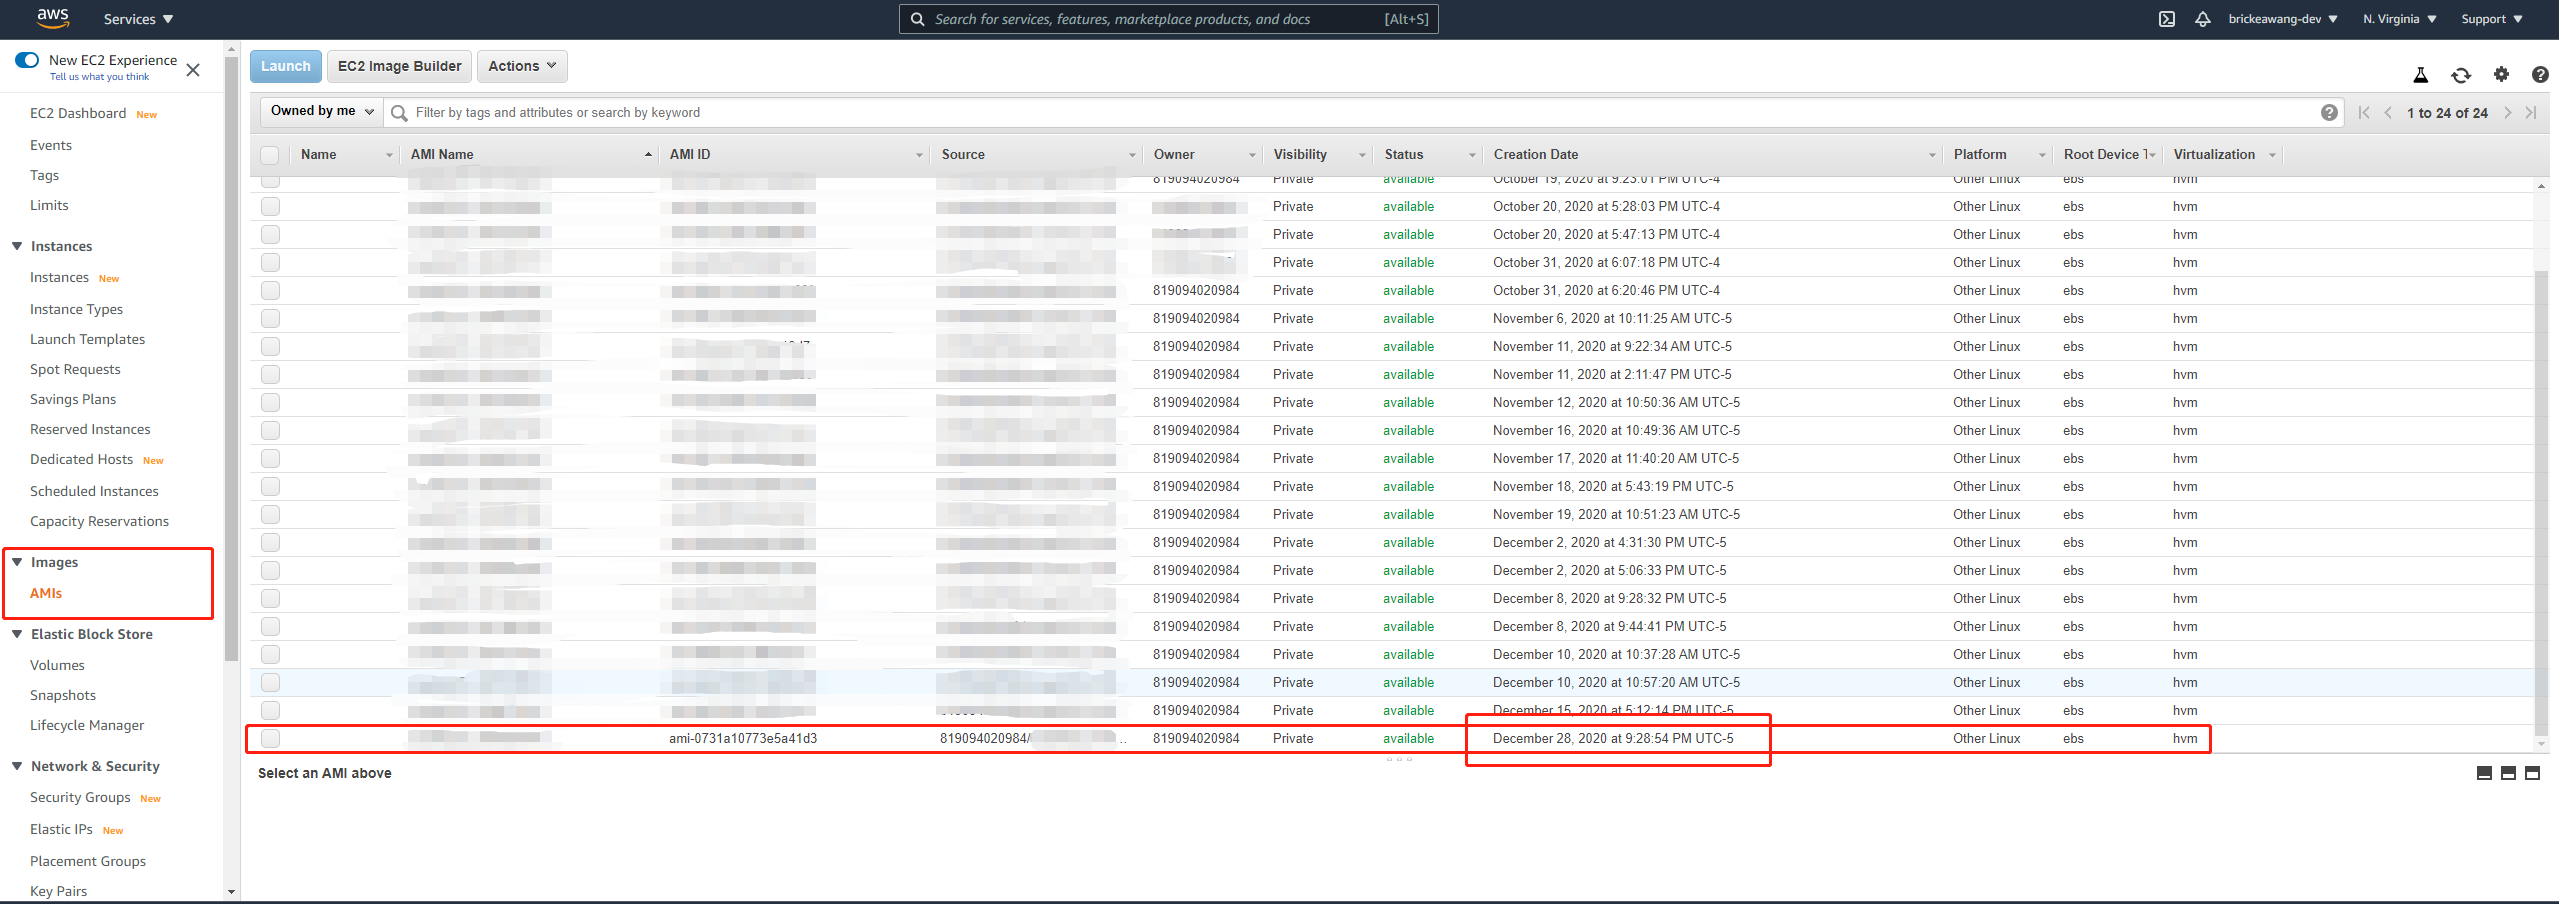 aws Services Search for services, features, marketplace products, and docs [Alt+S] brickeawang-dev N. Virginia Support
New EC2 Experience
Tell us what you think
EC2 Dashboard New
Events
Tags
Limits
Instances
Instances New
Instance Types
Launch Templates
Spot Requests
Savings Plans
Reserved Instances
Dedicated Hosts New
Scheduled Instances
Capacity Reservations
Images
AMIs
Elastic Block Store
Volumes
Snapshots
Lifecycle Manager
Network & Security
Security Groups New
Elastic IPs New
Placement Groups
Key Pairs
Launch EC2 Image Builder Actions
Owned by me Filter by tags and attributes or search by keyword 1 to 24 of 24
Name AMI Name AMI ID Source Owner Visibility Status Creation Date Platform Root Device T Virtualization
819094020984 Private available October 19, 2020 at 9:23:01 PM UTC-4 Other Linux ebs hvm
Private available October 20, 2020 at 5:28:03 PM UTC-4 Other Linux ebs hvm
Private available October 20, 2020 at 5:47:13 PM UTC-4 Other Linux ebs hvm
Private available October 31, 2020 at 6:07:18 PM UTC-4 Other Linux ebs hvm
819094020984 Private available October 31, 2020 at 6:20:46 PM UTC-4 Other Linux ebs hvm
819094020984 Private available November 6, 2020 at 10:11:25 AM UTC-5 Other Linux ebs hvm
819094020984 Private available November 11, 2020 at 9:22:34 AM UTC-5 Other Linux ebs hvm
819094020984 Private available November 11, 2020 at 2:11:47 PM UTC-5 Other Linux ebs hvm
819094020984 Private available November 12, 2020 at 10:50:36 AM UTC-5 Other Linux ebs hvm
819094020984 Private available November 16, 2020 at 10:49:36 AM UTC-5 Other Linux ebs hvm
819094020984 Private available November 17, 2020 at 11:40:20 AM UTC-5 Other Linux ebs hvm
819094020984 Private available November 18, 2020 at 5:43:19 PM UTC-5 Other Linux ebs hvm
819094020984 Private available November 19, 2020 at 10:51:23 AM UTC-5 Other Linux ebs hvm
819094020984 Private available December 2, 2020 at 4:31:30 PM UTC-5 Other Linux ebs hvm
819094020984 Private available December 2, 2020 at 5:06:33 PM UTC-5 Other Linux ebs hvm
819094020984 Private available December 8, 2020 at 9:28:32 PM UTC-5 Other Linux ebs hvm
819094020984 Private available December 8, 2020 at 9:44:41 PM UTC-5 Other Linux ebs hvm
819094020984 Private available December 10, 2020 at 10:37:28 AM UTC-5 Other Linux ebs hvm
819094020984 Private available December 10, 2020 at 10:57:20 AM UTC-5 Other Linux ebs hvm
819094020984 Private available December 15, 2020 at 5:12:14 PM UTC-5 Other Linux ebs hvm
ami-0731a10773e5a41d3 819094020984/ .. 819094020984 Private available December 28, 2020 at 9:28:54 PM UTC-5 Other Linux ebs hvm
Select an AMI above